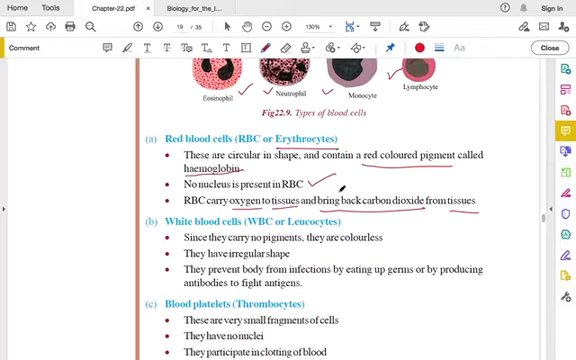 Home Tools Chapter-22.pdf × Biology_for_the_I... ? Sign In
19 / 35 130%
Comment Aa Close
Eosinophil Neutrophil Monocyte Lymphocyte
Fig22.9. Types of blood cells
(a) Red blood cells (RBC or Erythrocytes)
• These are circular in shape, and contain a red coloured pigment called
haemoglobin
• No nucleus is present in RBC
• RBC carry oxygen to tissues and bring back carbon dioxide from tissues
(b) White blood cells (WBC or Leucocytes)
• Since they carry no pigments, they are colourless
• They have irregular shape
• They prevent body from infections by eating up germs or by producing
antibodies to fight antigens.
(c) Blood platelets (Thrombocytes)
• These are very small fragments of cells
• They have no nuclei
• They participate in clotting of blood